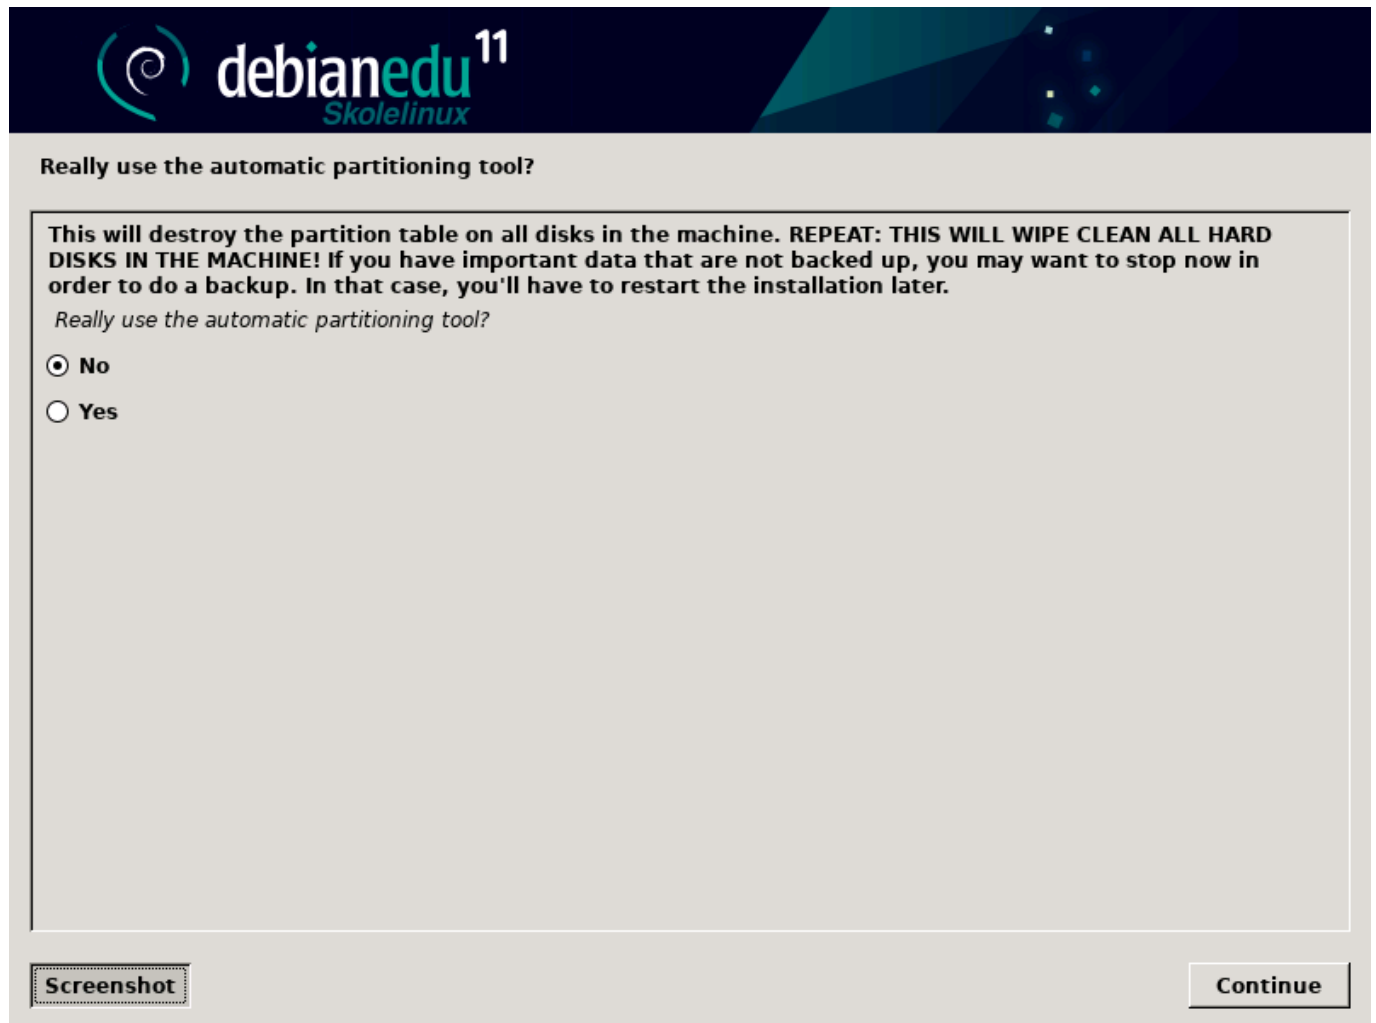 debianedu 11
Skolelinux
Really use the automatic partitioning tool?
This will destroy the partition table on all disks in the machine. REPEAT: THIS WILL WIPE CLEAN ALL HARD
DISKS IN THE MACHINE! If you have important data that are not backed up, you may want to stop now in
order to do a backup. In that case, you'll have to restart the installation later.
Really use the automatic partitioning tool?
No
Yes
Screenshot
Continue